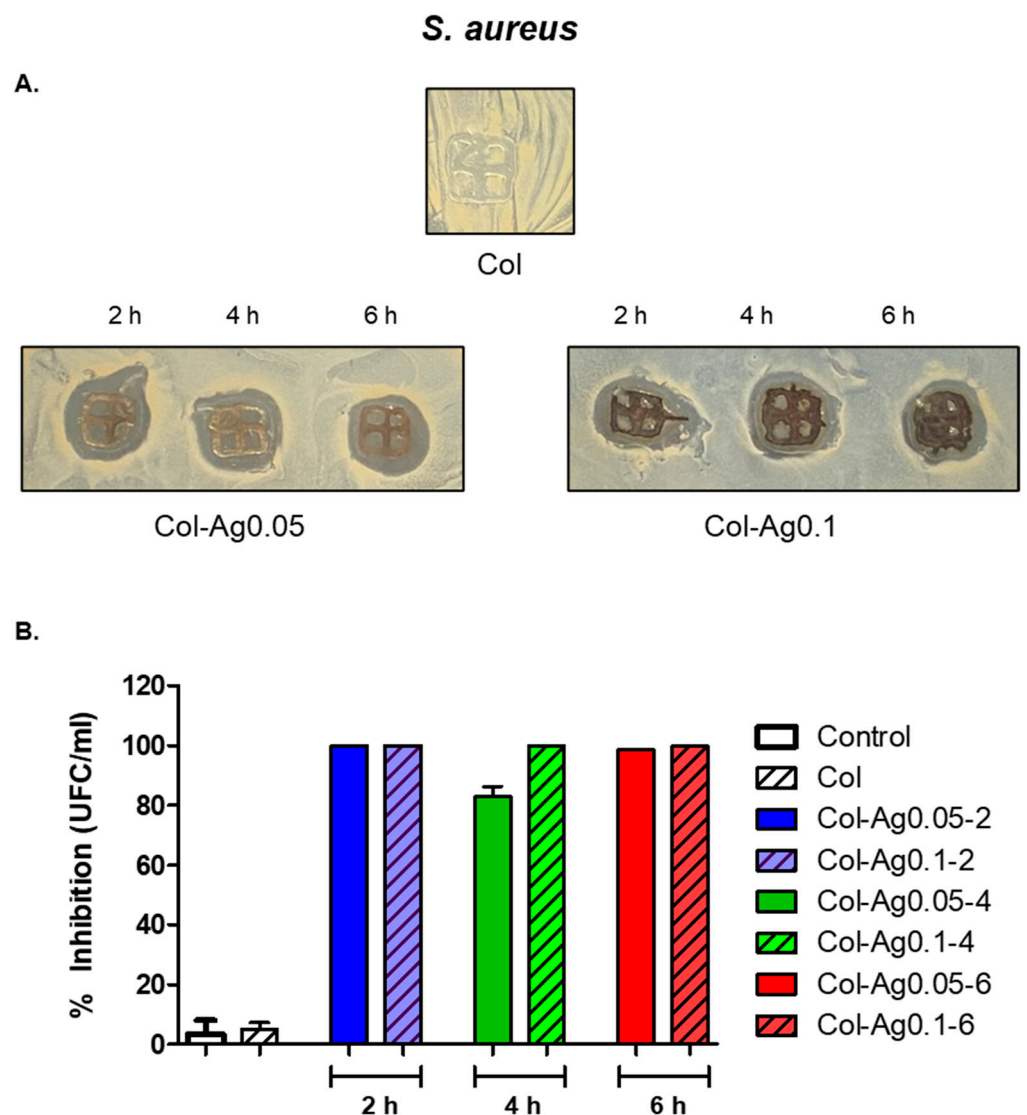 S. aureus
A.
Col
2 h 4 h 6 h 2 h 4 h 6 h
Col-Ag0.05 Col-Ag0.1
B.
% Inhibition (UFC/ml)
120
100
80
60
40
20
0
2 h 4 h 6 h
Control
Col
Col-Ag0.05-2
Col-Ag0.1-2
Col-Ag0.05-4
Col-Ag0.1-4
Col-Ag0.05-6
Col-Ag0.1-6